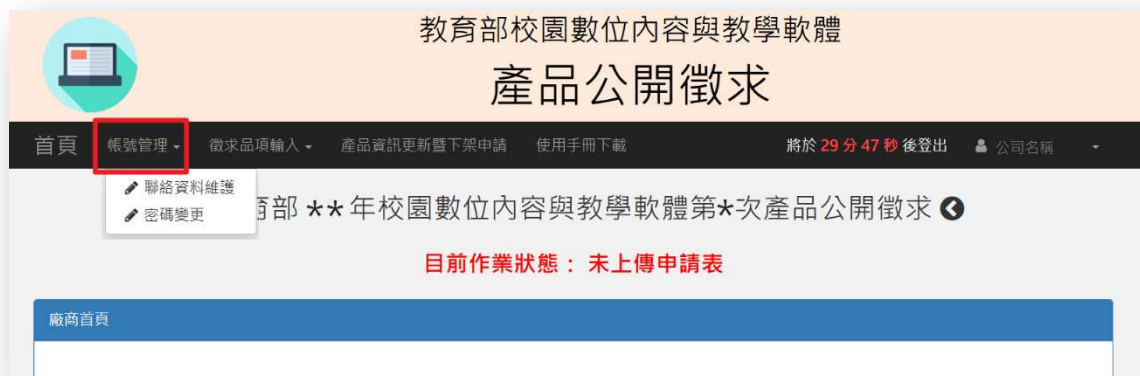 教育部校園數位內容與教學軟體
產品公開徵求
首頁 帳號管理 徵求品項輸入 產品資訊更新暨下架申請 使用手冊下載 將於 29 分 47 秒 後登出 公司名稱
聯絡資料維護
密碼變更
育部 ** 年校園數位內容與教學軟體第*次產品公開徵求
目前作業狀態： 未上傳申請表
廠商首頁